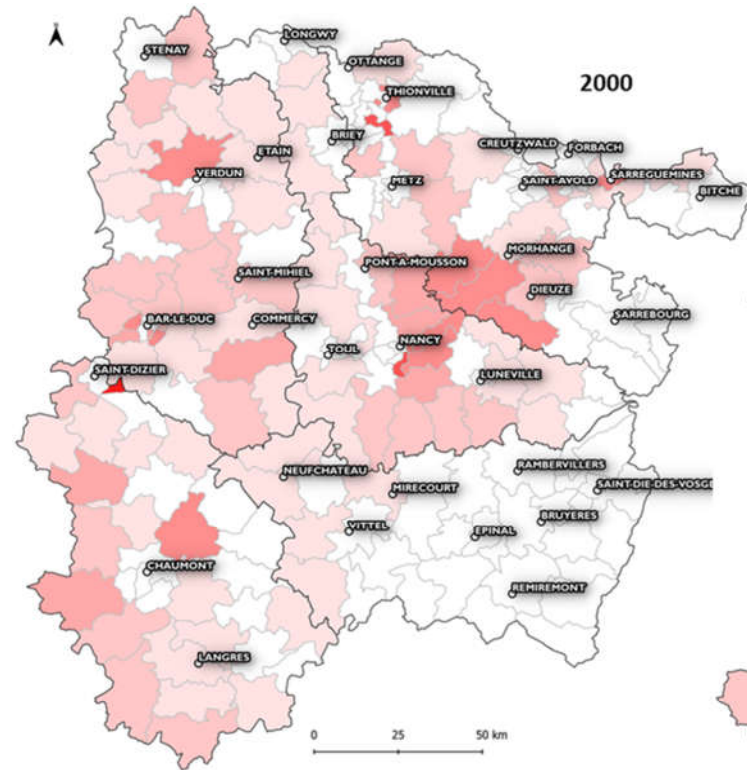 LONGWY
STENAY
OTTANGE
2000
THIONVILLE
BRIEY
CREUTZWALD
FORBACH
ETAIN
VERDUN
METZ
SAINT-AVOLD
SARREGUEMINES
BITCHE
MORHANGE
PONT-A-MOUSSON
SAINT-MIHIEL
DIEUZE
BAR-LE-DUC
COMMERCY
SARREBOURG
NANCY
TOUL
SAINT-DIZIER
LUNEVILLE
NEUFCHATEAU
RAMBERVILLERS
MIRECOURT
SAINT-DIE-DES-VOSGE
VITTEL
BRUYERES
EPINAL
CHAUMONT
REMIREMONT
LANGRES
0 25 50 km